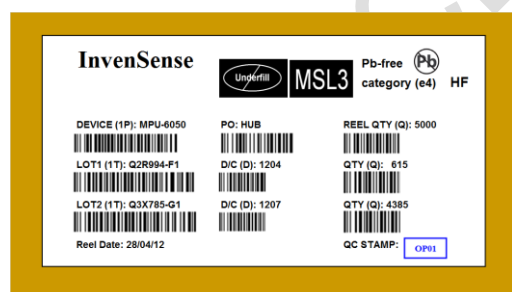 InvenSense
Underfill
MSL3
Pb-free
category (e4)
Pb
HF
DEVICE (1P): MPU-6050
PO: HUB
REEL QTY (Q): 5000
LOT1 (1T): Q2R994-F1
D/C (D): 1204
QTY (Q): 615
LOT2 (1T): Q3X785-G1
D/C (D): 1207
QTY (Q): 4385
Reel Date: 28/04/12
QC STAMP:
OP01